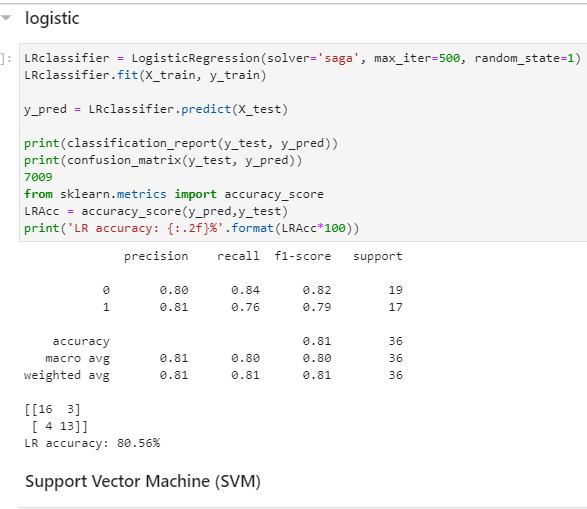 logistic
]: LRclassifier = LogisticRegression(solver='saga', max_iter=500, random_state=1)
LRclassifier.fit(X_train, y_train)
y_pred = LRclassifier.predict(X_test)
print(classification_report(y_test, y_pred))
print(confusion_matrix(y_test, y_pred))
7009
from sklearn.metrics import accuracy_score
LRAcc = accuracy_score(y_pred,y_test)
print('LR accuracy: {:.2f}%'.format(LRAcc*100))
precision recall f1-score support
0 0.80 0.84 0.82 19
1 0.81 0.76 0.79 17
accuracy 0.81 36
macro avg 0.81 0.80 0.80 36
weighted avg 0.81 0.81 0.81 36
[[16 3]
[ 4 13]]
LR accuracy: 80.56%
Support Vector Machine (SVM)